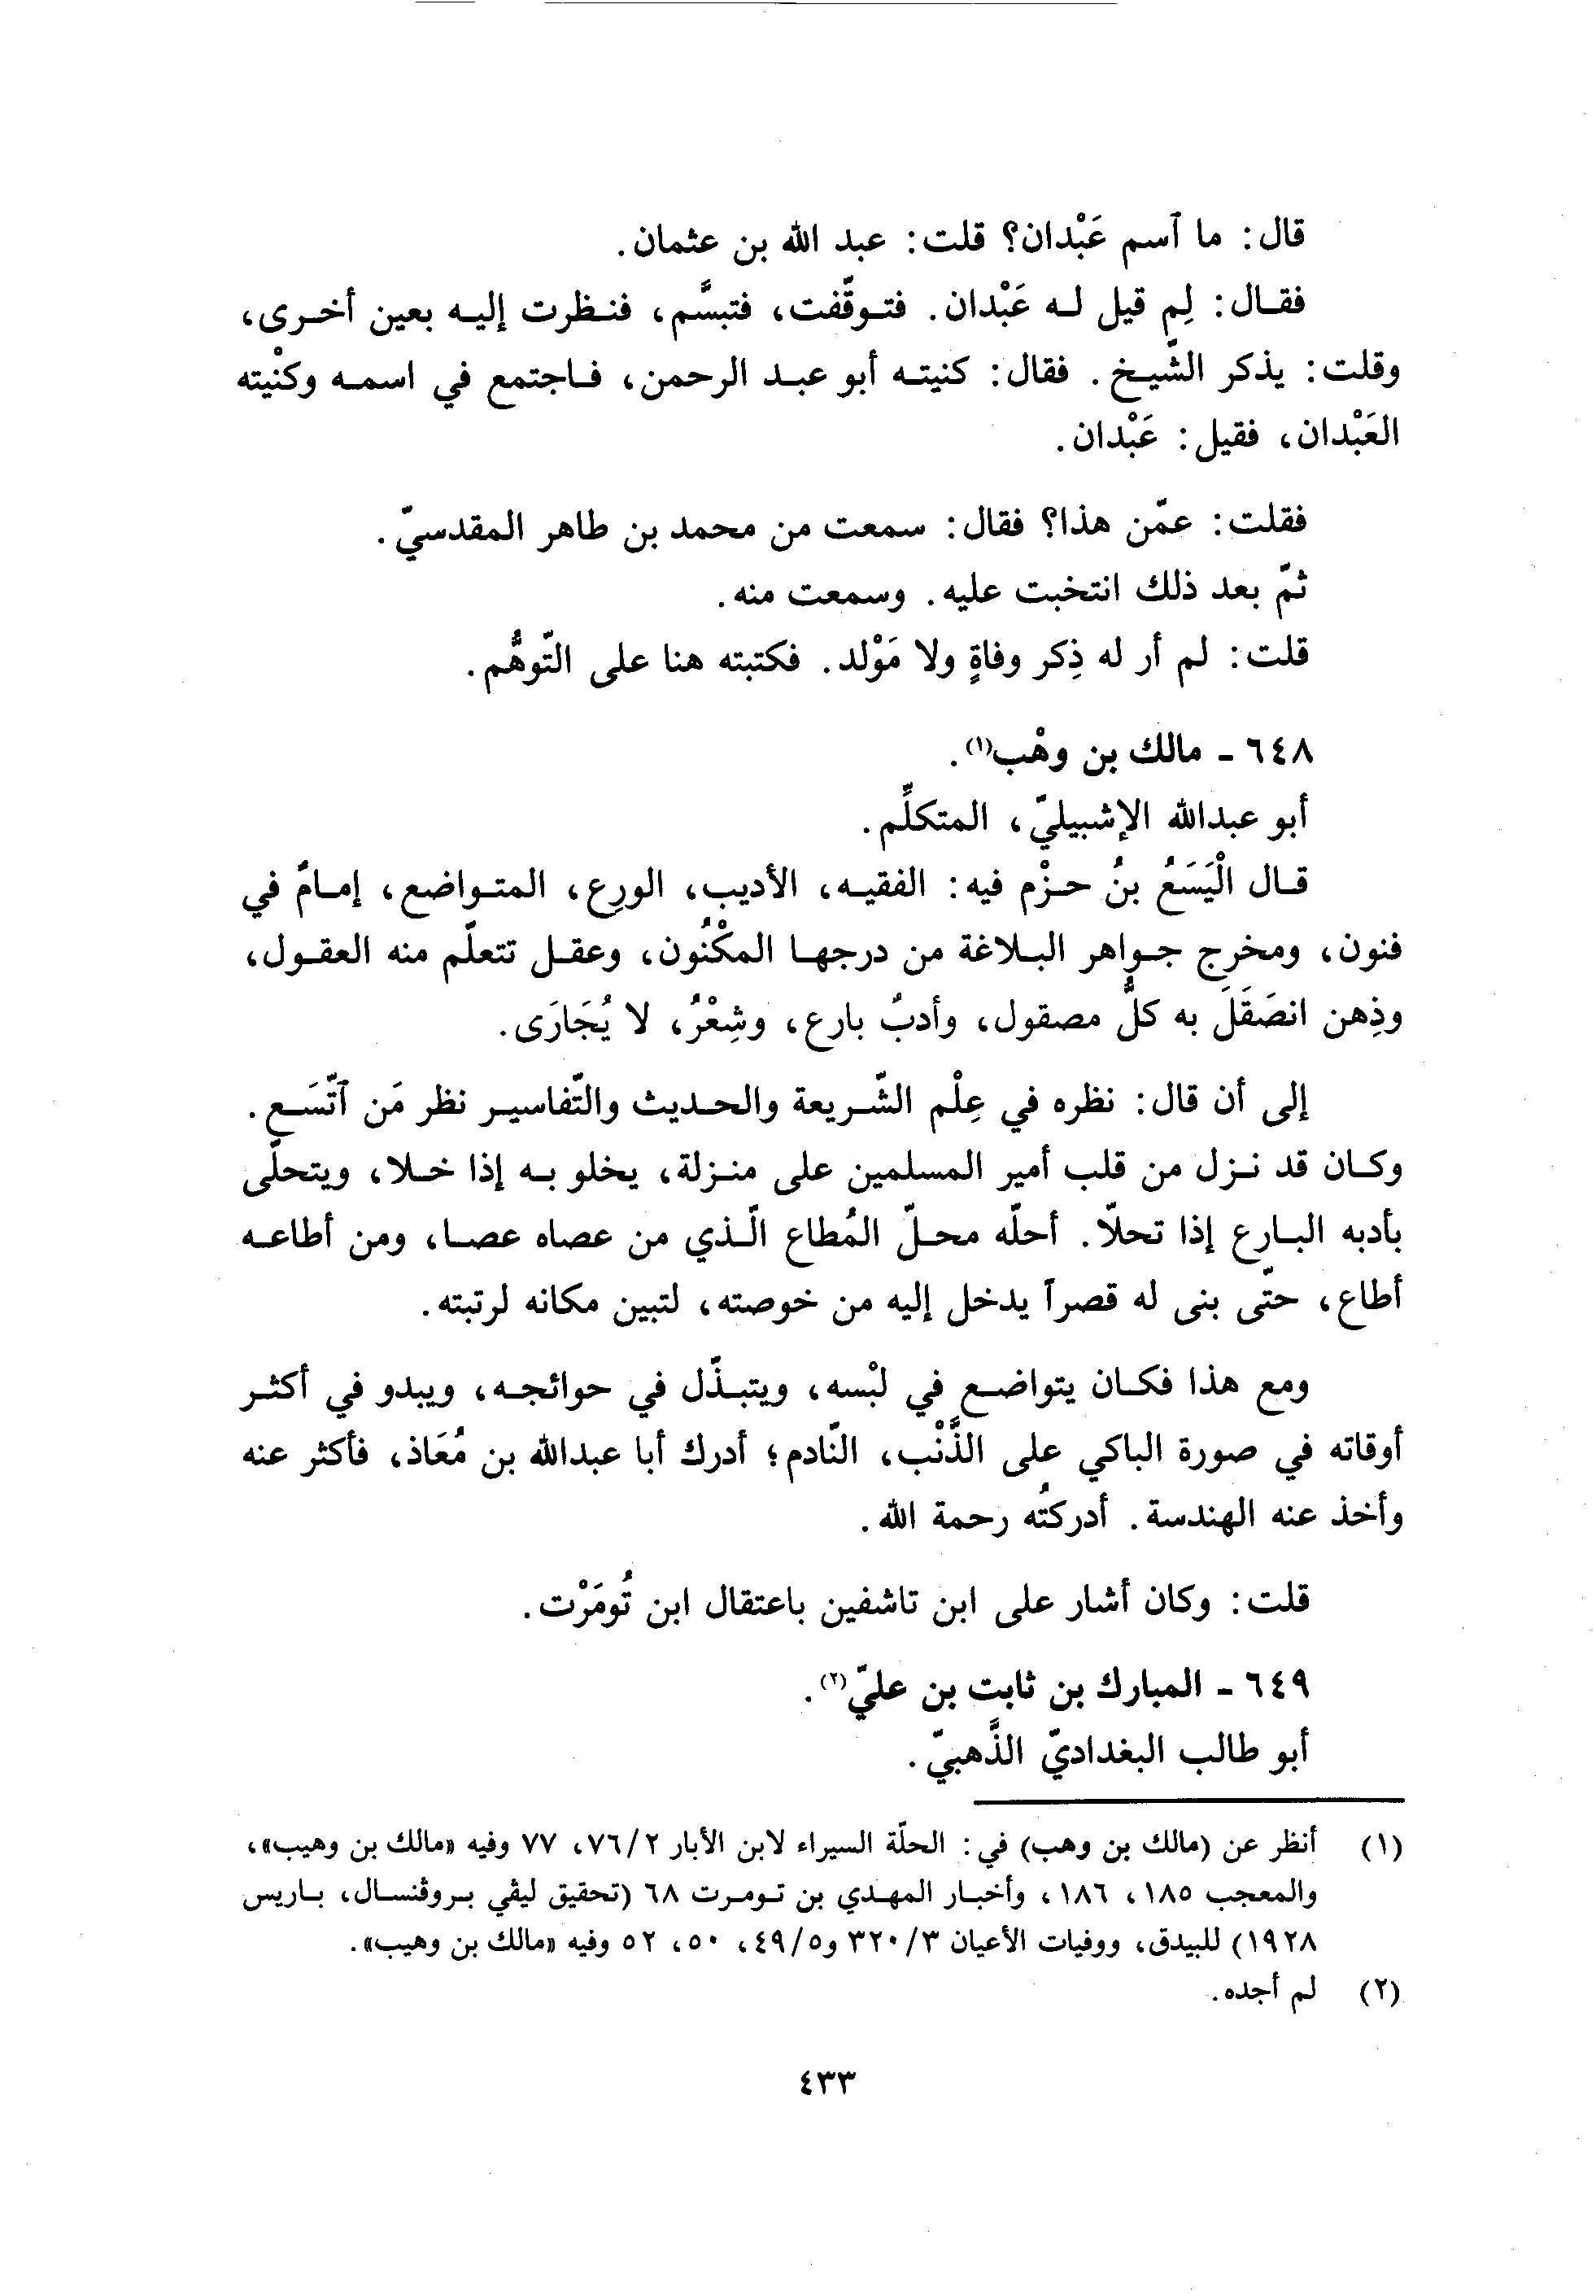 قال: ما آسم عَبْدان؟ قلت: عبد الله بن عثمان.
فقال: لِم قيل له عَبْدان. فتوقّفت، فتبسَّم، فنظرت إليه بعين أخرى،
وقلت: يذكر الشّيخ. فقال: كنيته أبو عبد الرحمن، فاجتمع في اسمه وكنْيته
العَبْدان، فقيل: عَبْدان.
فقلت: عمّن هذا؟ فقال: سمعت من محمد بن طاهر المقدسيّ.
ثمّ بعد ذلك انتخبت عليه. وسمعت منه.
قلت: لم أر له ذِكر وفاةٍ ولا مَوْلد. فكتبته هنا على التّوهُّم.
٦٤٨ - مالك بن وهْب(١).
أبو عبدالله الإشبيليّ، المتكلِّم.
قال الْيَسَعُ بنُ حزْم فيه: الفقيه، الأديب، الورِع، المتواضع، إمامٌ في
فنون، ومخرج جواهر البلاغة من درجها المكْنُون، وعقل تتعلّم منه العقول،
وذِهن انصَقَلَ به كلُّ مصقول، وأدبٌ بارع، وشِعْرُ، لا يُجَارَى.
إلى أن قال: نظره في عِلْم الشّريعة والحديث والتّفاسير نظر مَن آتّسَع.
وكان قد نزل من قلب أمير المسلمين على منزلة، يخلو به إذا خلا، ويتحلّى
بأدبه البارع إذا تحلّا. أحلّه محلّ المُطاع الّذي من عصاه عصا، ومن أطاعه
أطاع، حتّى بنى له قصراً يدخل إليه من خوصته، لتبين مكانه لرتبته.
ومع هذا فكان يتواضع في لبْسه، ويتبذّل في حوائجه، ويبدو في أكثر
أوقاته في صورة الباكي على الذَّنْب، النّادم؛ أدرك أبا عبدالله بن مُعَاذ، فأكثر عنه
وأخذ عنه الهندسة. أدركتُه رحمة الله.
قلت: وكان أشار على ابن تاشفين باعتقال ابن تُومَرْت.
٦٤٩ - المبارك بن ثابت بن عليّ(٢).
أبو طالب البغداديّ الذَّهبيّ.
(١) أنظر عن (مالك بن وهب) في: الحلّة السيراء لابن الأبار ٧٦/٢، ٧٧ وفيه «مالك بن وهيب»،
والمعجب ١٨٥، ١٨٦، وأخبار المهدي بن تومرت ٦٨ (تحقيق ليڤي بروڤنسال، باريس
١٩٢٨) للبيدق، ووفيات الأعيان ٣٢٠/٣ و٤٩/٥، ٥٠، ٥٢ وفيه «مالك بن وهيب».
(٢) لم أجده.
٤٣٣